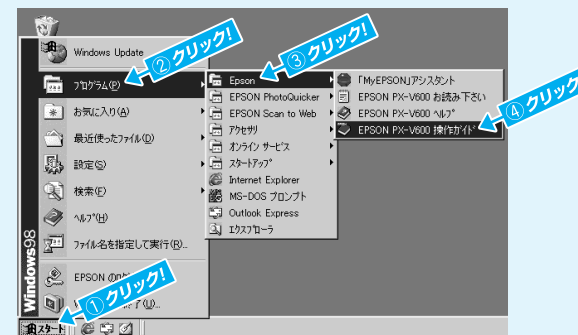 Windows Update
②クリック!
プログラム(P)
お気に入り(A)
最近使ったファイル(D)
設定(S)
検索(F)
ヘルプ(H)
ファイル名を指定して実行(R)...
EPSON
①クリック!
了(U)...
Windows98
スタート
③クリック!
Epson
EPSON PhotoQuicker
EPSON Scan to Web
アクセサリ
オンライン サービス
スタートアップ
Internet Explorer
MS-DOS プロンプト
Outlook Express
エクスプローラ
「MyEPSON」アシスタント
EPSON PX-V600 お読み下さい
EPSON PX-V600 ヘルプ
EPSON PX-V600 操作ガイド
④クリック